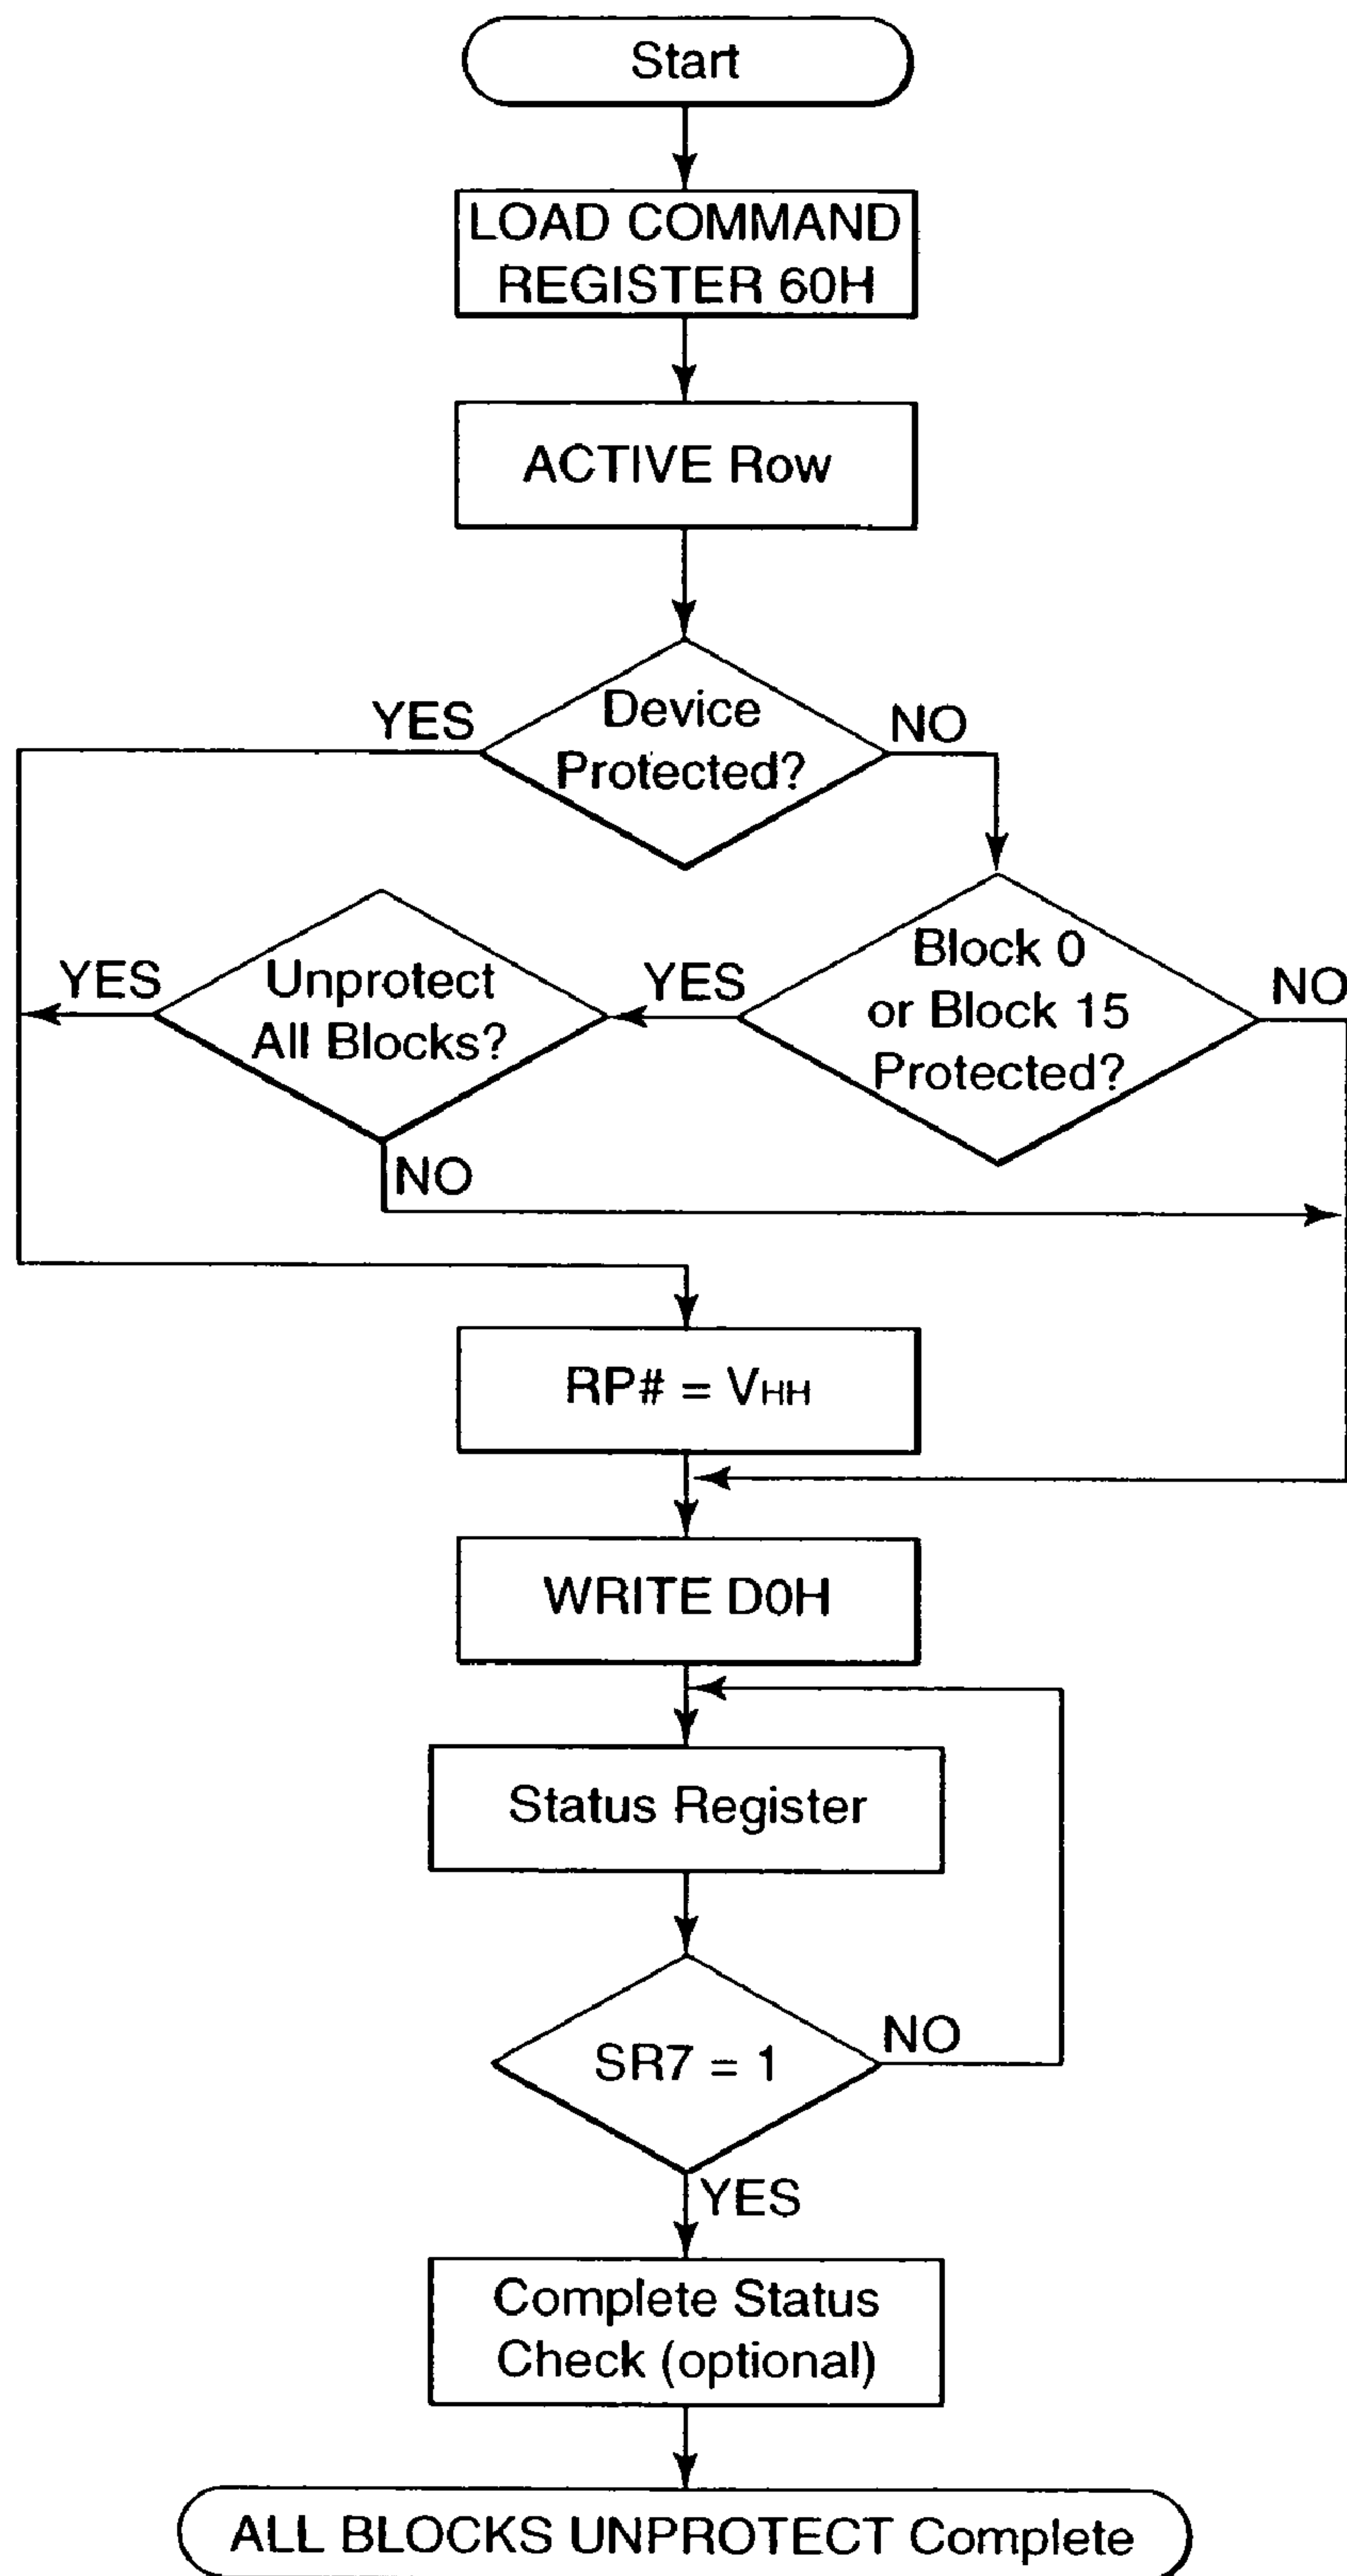 Start
LOAD COMMAND
REGISTER 60H
ACTIVE Row
Device
Protected?
YES
NO
Block 0
or Block 15
Protected?
YES
NO
Unprotect
All Blocks?
YES
NO
RP# = VHH
WRITE D0H
Status Register
SR7 = 1
NO
YES
Complete Status
Check (optional)
ALL BLOCKS UNPROTECT Complete